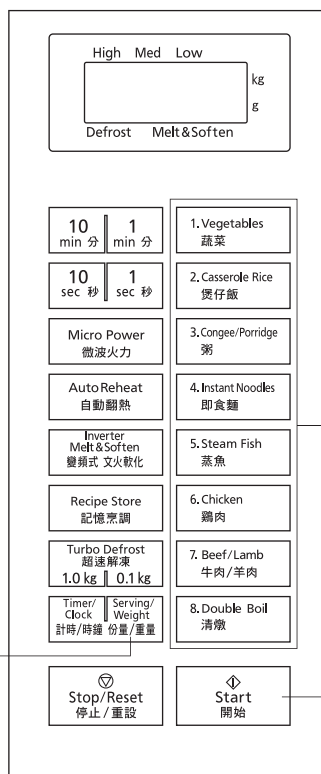 High Med Low
kg
g
Defrost Melt&Soften
10 min 分 1 min 分
10 sec 秒 1 sec 秒
Micro Power
微波火力
Auto Reheat
自動翻熱
Inverter
Melt&Soften
變頻式 文火軟化
Recipe Store
記憶烹調
Turbo Defrost
超速解凍
1.0 kg 0.1 kg
Timer/Clock
計時/時鐘
Serving/Weight
份量/重量
Stop/Reset
停止/重設
1. Vegetables
蔬菜
2. Casserole Rice
煲仔飯
3. Congee/Porridge
粥
4. Instant Noodles
即食麵
5. Steam Fish
蒸魚
6. Chicken
鷄肉
7. Beef/Lamb
牛肉/羊肉
8. Double Boil
清燉
Start
開始